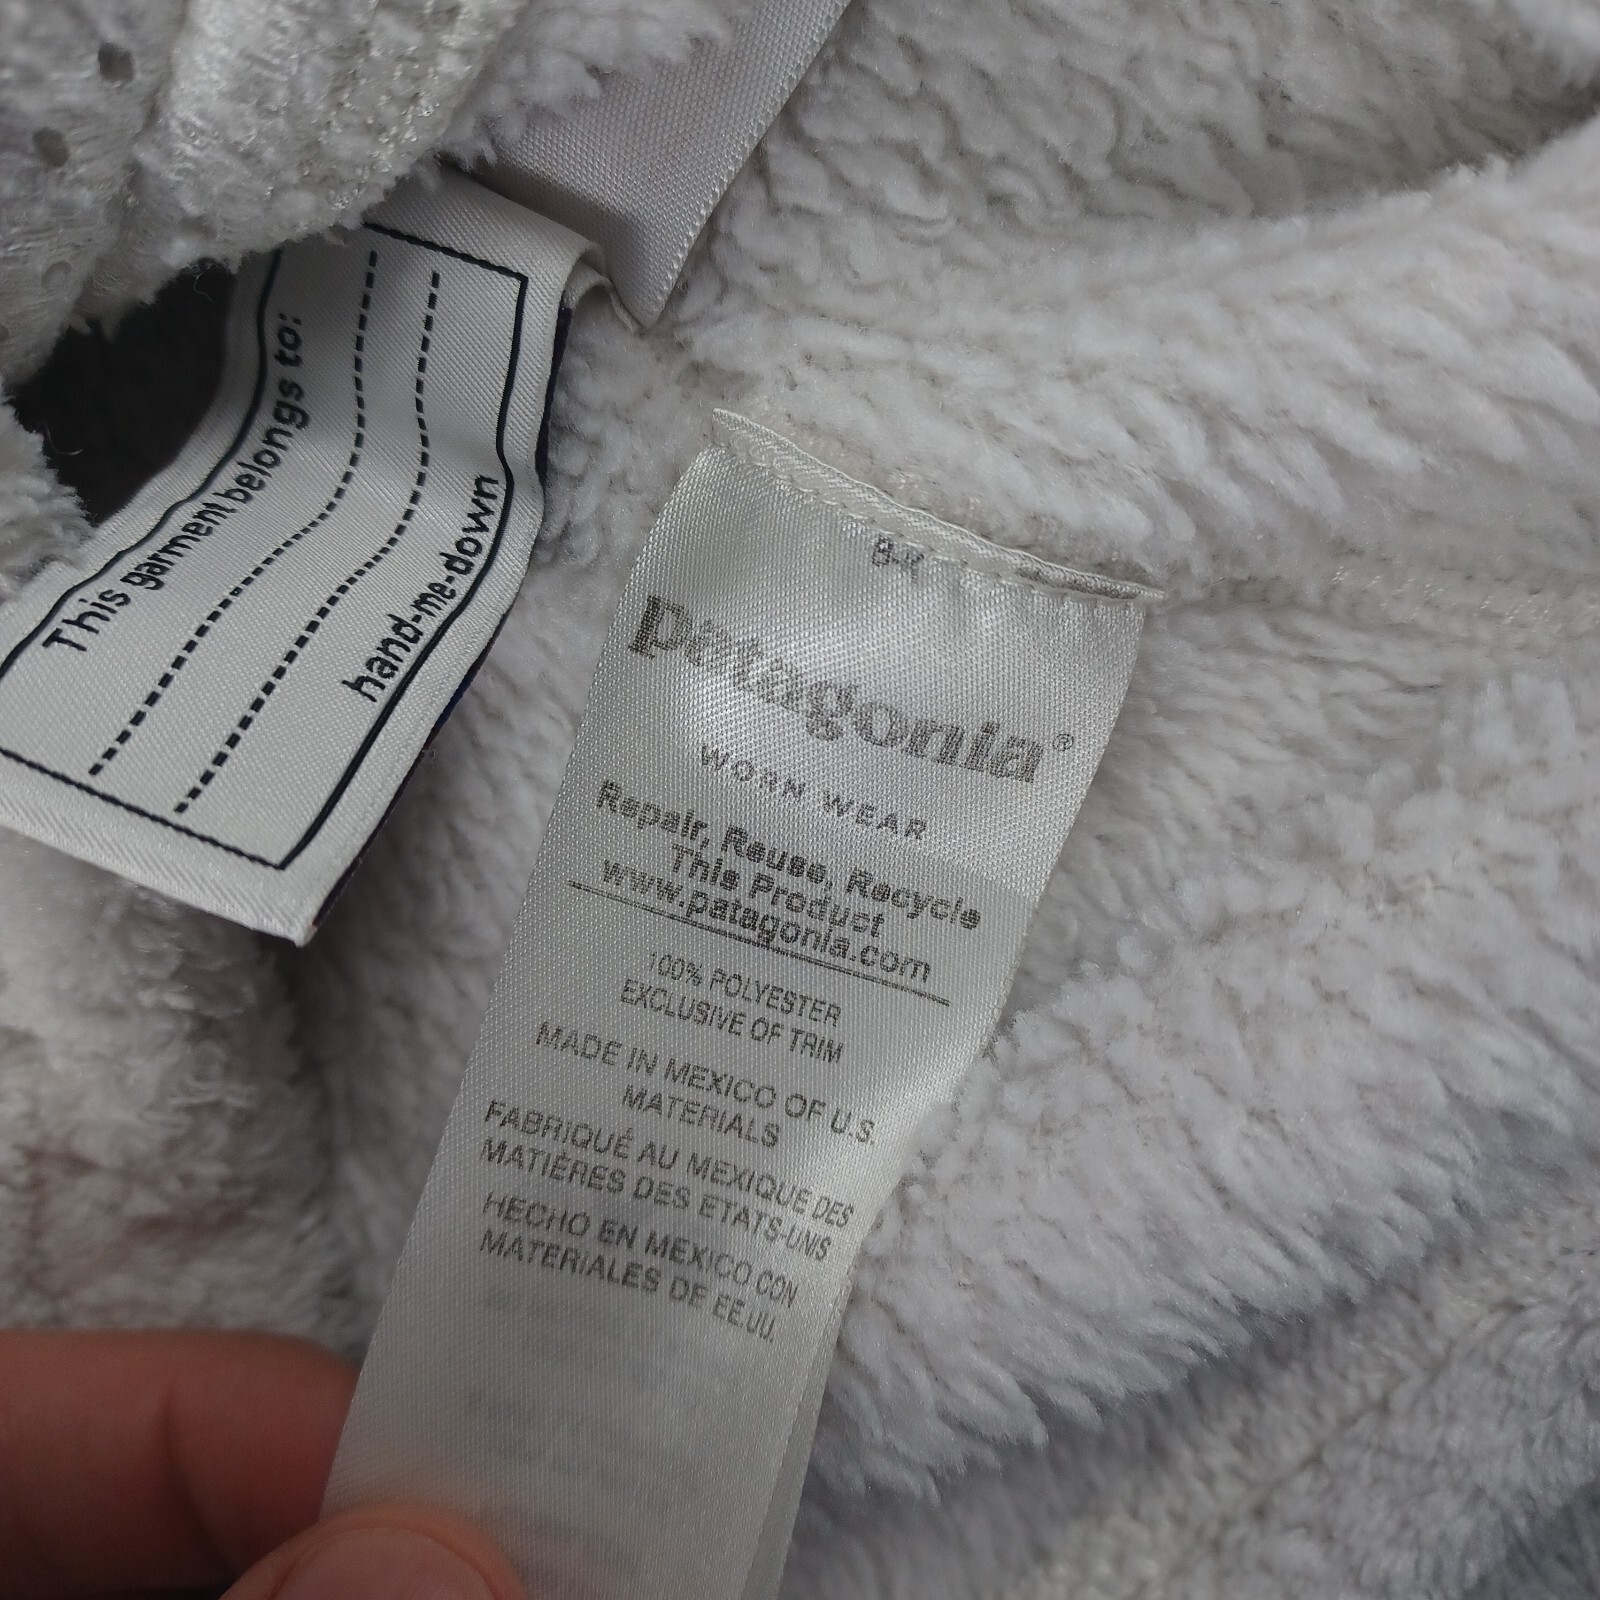 This garment belongs to:
hand-me-down
patagonia®
WORN WEAR
Repair, Reuse, Recycle
This Product
www.patagonia.com
100% POLYESTER
EXCLUSIVE OF TRIM
MADE IN MEXICO OF U.S.
MATERIALS
FABRIQUÉ AU MEXIQUE DES
MATIÈRES DES ETATS-UNIS
HECHO EN MEXICO CON
MATERIALES DE EE.UU.